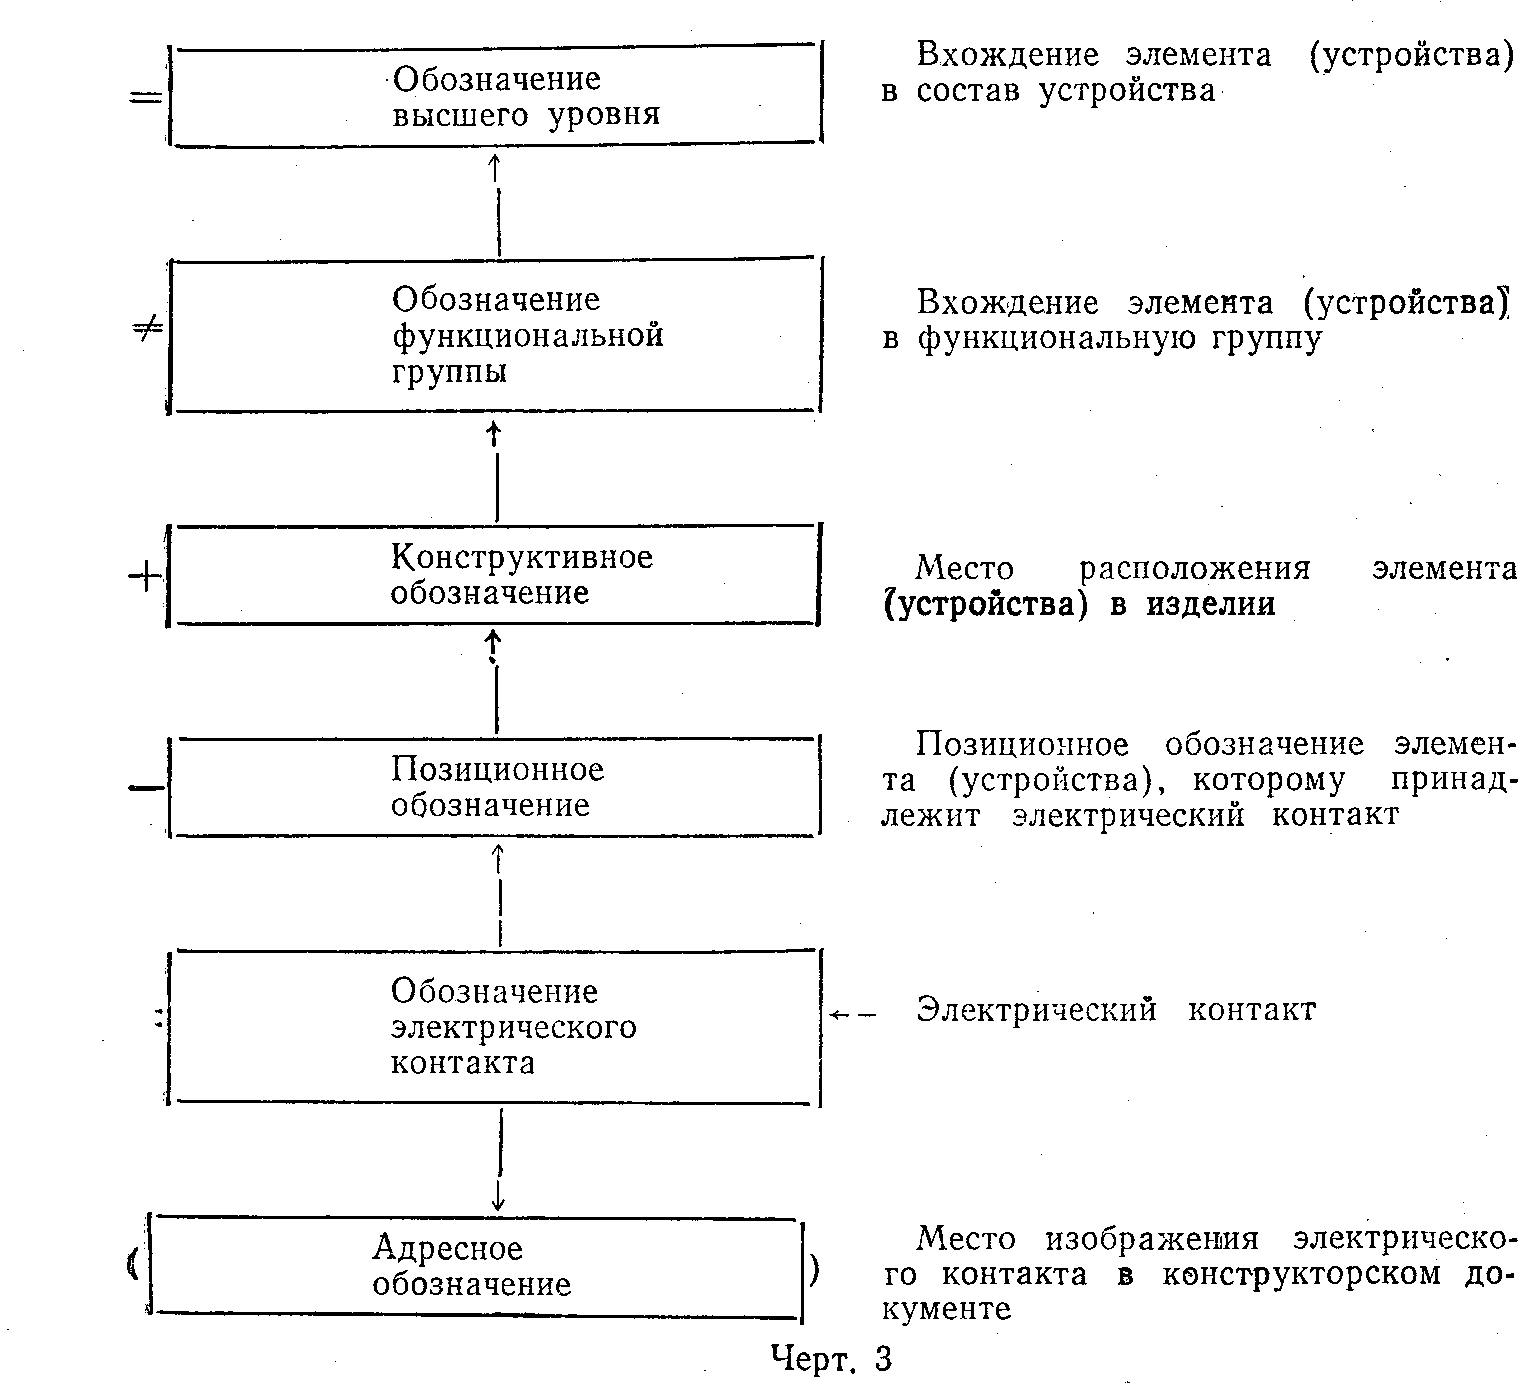 = Обозначение
высшего уровня
Вхождение элемента (устройства)
в состав устройства
≠ Обозначение
функциональной
группы
Вхождение элемента (устройства)
в функциональную группу
+ Конструктивное
обозначение
Место расположения элемента
(устройства) в изделии
— Позиционное
обозначение
Позиционное обозначение элемен-
та (устройства), которому принад-
лежит электрический контакт
: Обозначение
электрического
контакта
Электрический контакт
( Адресное
обозначение )
Место изображения электрическо-
го контакта в конструкторском до-
кументе
Черт. 3